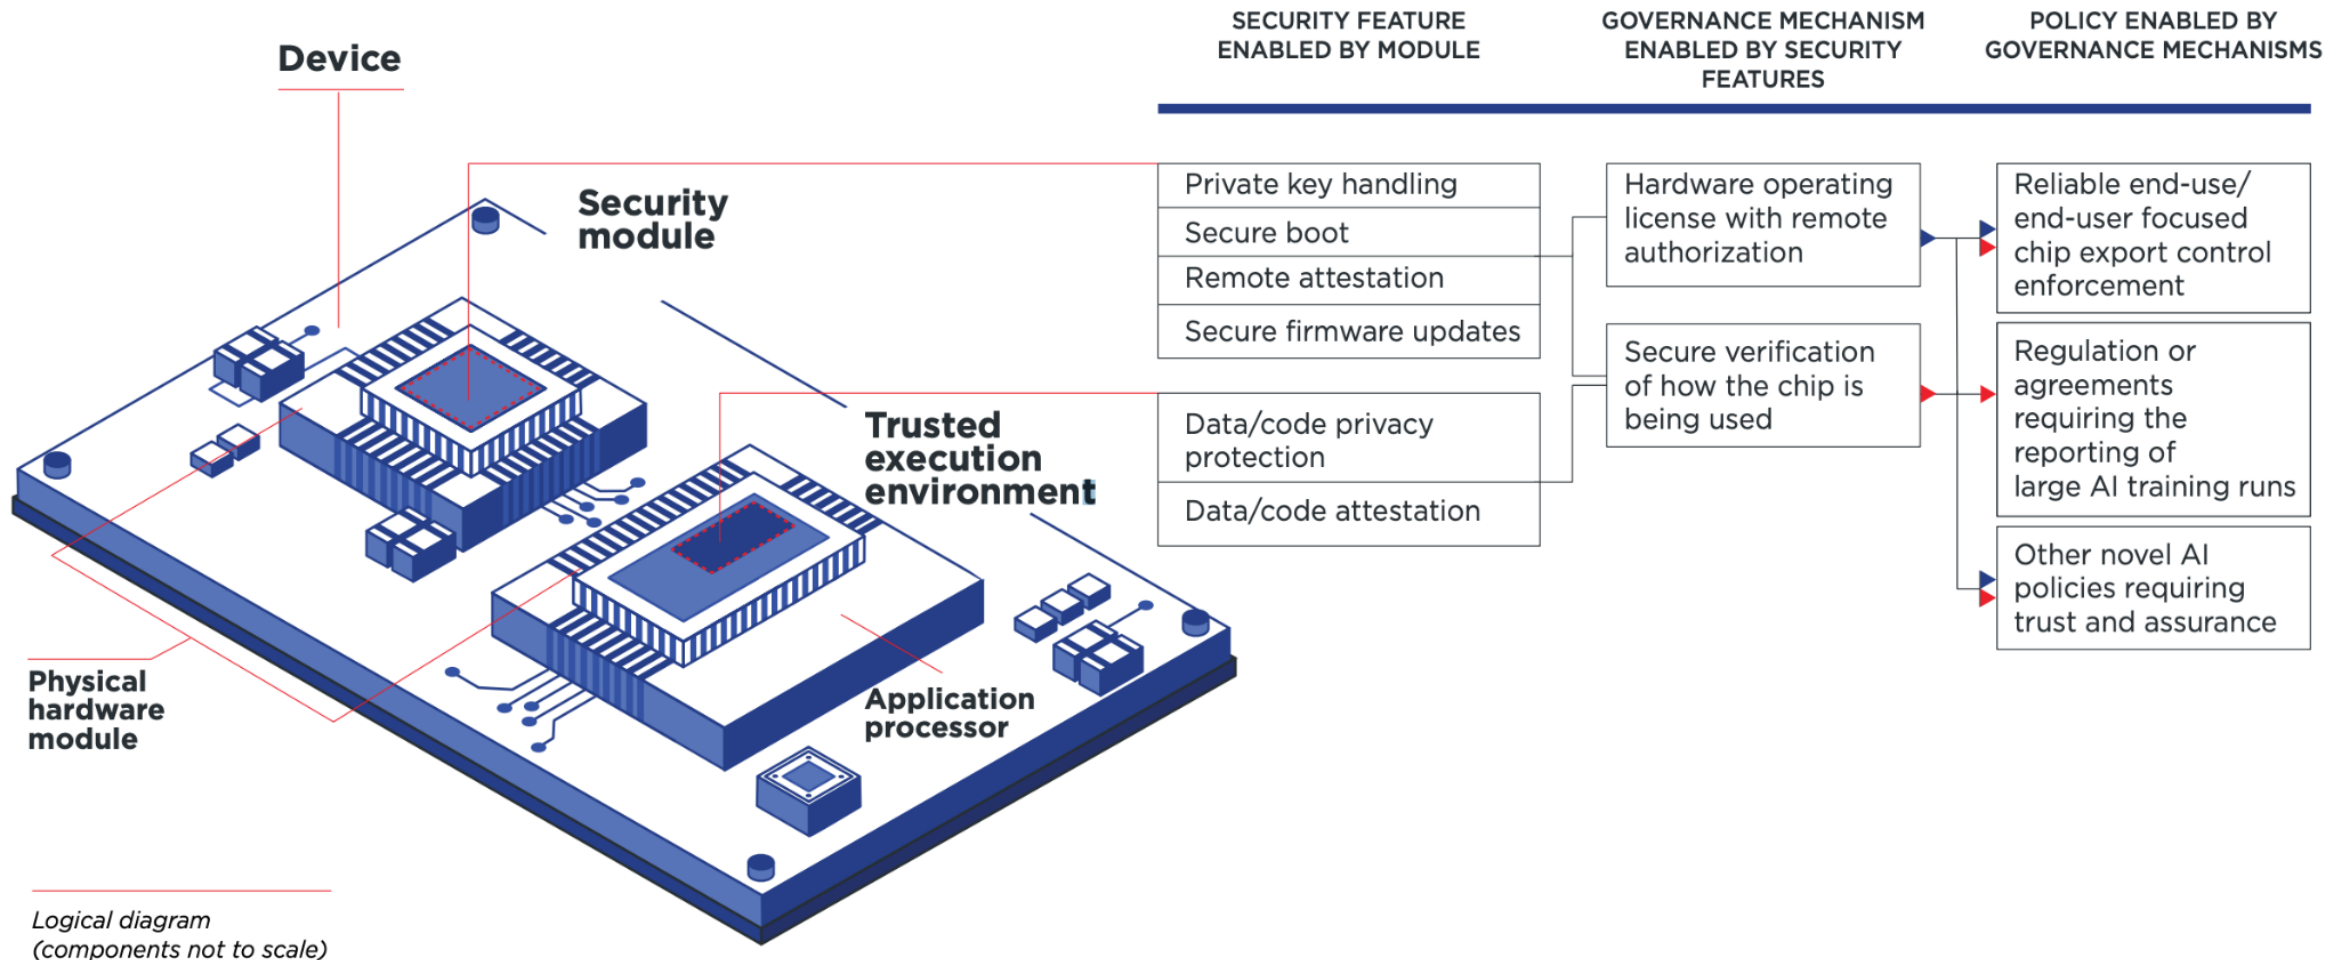 SECURITY FEATURE
ENABLED BY MODULE
GOVERNANCE MECHANISM
ENABLED BY SECURITY
FEATURES
POLICY ENABLED BY
GOVERNANCE MECHANISMS
Device
Security
module
Trusted
execution
environment
Physical
hardware
module
Application
processor
Logical diagram
(components not to scale)
Private key handling
Secure boot
Remote attestation
Secure firmware updates
Data/code privacy
protection
Data/code attestation
Hardware operating
license with remote
authorization
Secure verification
of how the chip is
being used
Reliable end-use/
end-user focused
chip export control
enforcement
Regulation or
agreements
requiring the
reporting of
large AI training runs
Other novel AI
policies requiring
trust and assurance